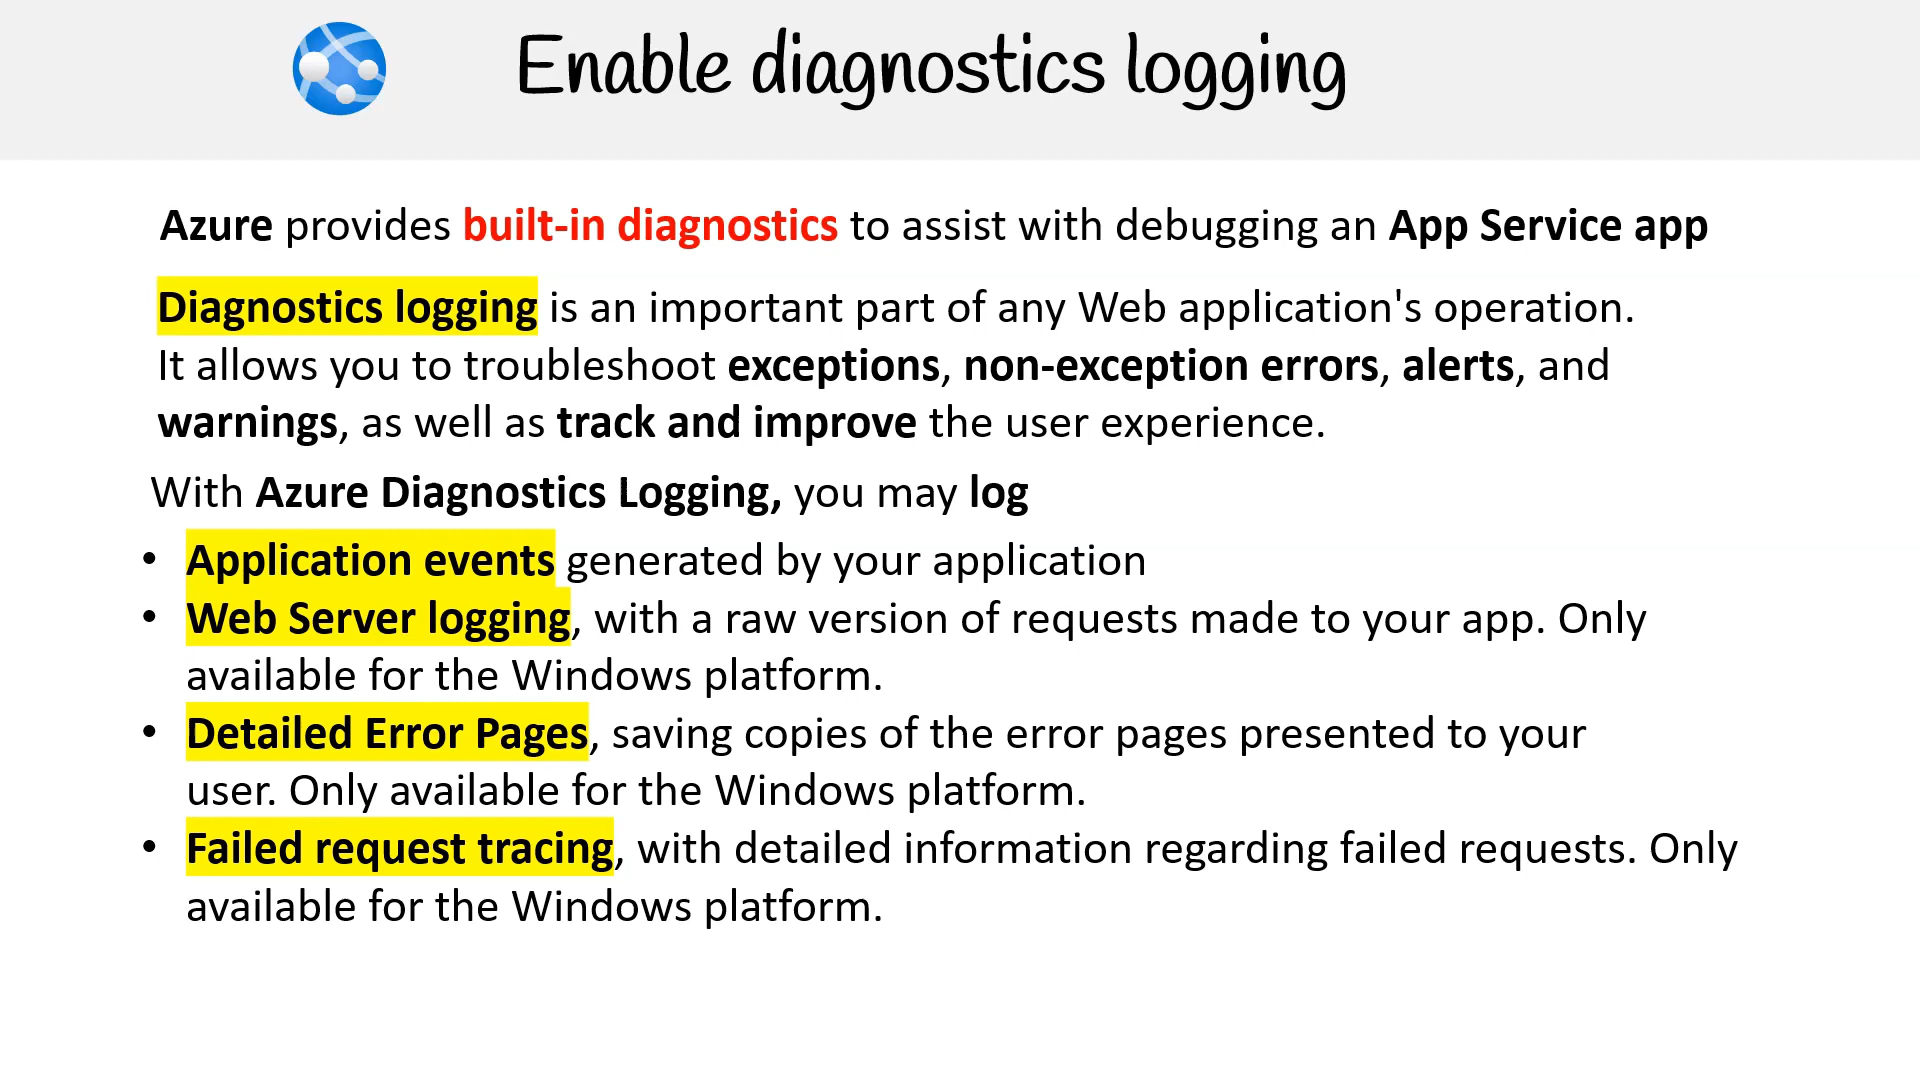 Enable diagnostics logging
Azure provides built-in diagnostics to assist with debugging an App Service app
Diagnostics logging is an important part of any Web application's operation.
It allows you to troubleshoot exceptions, non-exception errors, alerts, and
warnings, as well as track and improve the user experience.
With Azure Diagnostics Logging, you may log
• Application events generated by your application
• Web Server logging, with a raw version of requests made to your app. Only
available for the Windows platform.
• Detailed Error Pages, saving copies of the error pages presented to your
user. Only available for the Windows platform.
• Failed request tracing, with detailed information regarding failed requests. Only
available for the Windows platform.